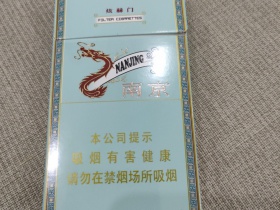 炫赫门
FILTER CIGARETTES
NANJING
南京
本公司提示
吸烟有害健康
请勿在禁烟场所吸烟